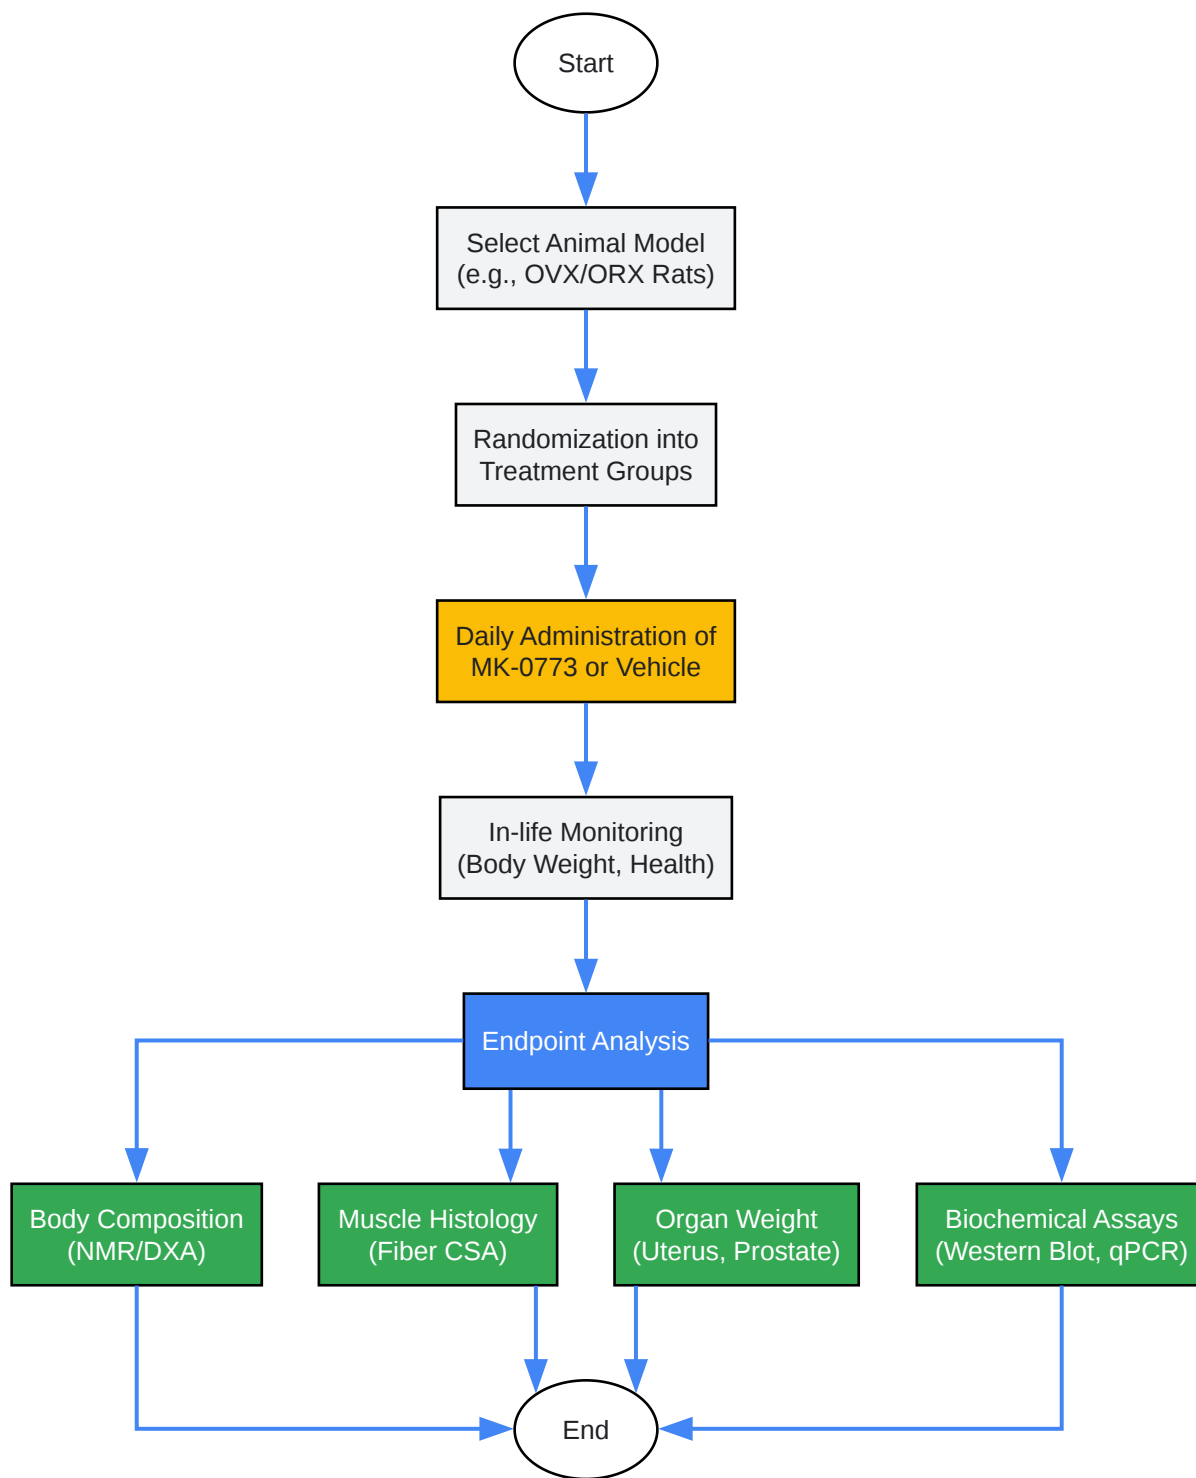 Start
Select Animal Model
(e.g., OVX/ORX Rats)
Randomization into
Treatment Groups
Daily Administration of
MK-0773 or Vehicle
In-life Monitoring
(Body Weight, Health)
Endpoint Analysis
Body Composition
(NMR/DXA)
Muscle Histology
(Fiber CSA)
Organ Weight
(Uterus, Prostate)
Biochemical Assays
(Western Blot, qPCR)
End